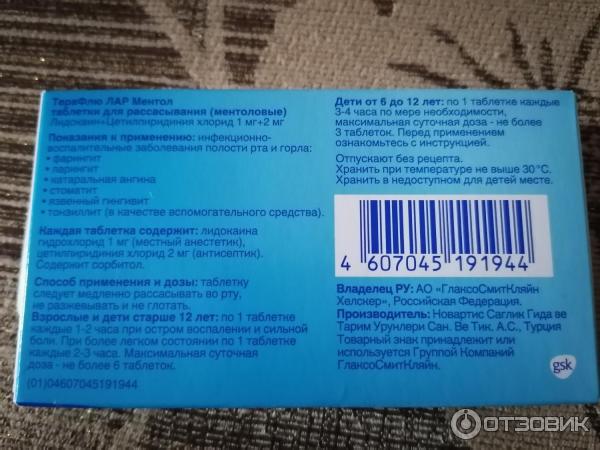 ТераФлю ЛАР Ментол
таблетки для рассасывания (ментоловые)
Лидокаин+Цетилпиридиния хлорид 1 мг+2 мг
Показания к применению: инфекционно-
воспалительные заболевания полости рта и горла:
• фарингит
• ларингит
• катаральная ангина
• стоматит
• язвенный гингивит
• тонзиллит (в качестве вспомогательного средства).
Каждая таблетка содержит: лидокаина
гидрохлорид 1 мг (местный анестетик),
цетилпиридиния хлорид 2 мг (антисептик).
Содержит сорбитол.
Способ применения и дозы: таблетку
следует медленно рассасывать во рту,
не разжевывать и не глотать.
Взрослые и дети старше 12 лет: по 1 таблетке
каждые 1-2 часа при остром воспалении и сильной
боли. При более легком состоянии по 1 таблетке
каждые 2-3 часа. Максимальная суточная
доза - не более 6 таблеток.
(01)04607045191944
Дети от 6 до 12 лет: по 1 таблетке каждые
3-4 часа по мере необходимости,
максимальная суточная доза - не более
3 таблеток. Перед применением
ознакомьтесь с инструкцией.
Отпускают без рецепта.
Хранить при температуре не выше 30°C.
Хранить в недоступном для детей месте.
4 607045 191944
Владелец РУ: АО «ГлаксоСмитКляйн
Хелскер», Российская Федерация.
Производитель: Новартис Саглик Гида ве
Тарим Урунлери Сан. Ве Тик. А.С., Турция
Товарный знак принадлежит или
используется Группой Компаний
ГлаксоСмитКляйн.
gsk
ОТЗОВИК